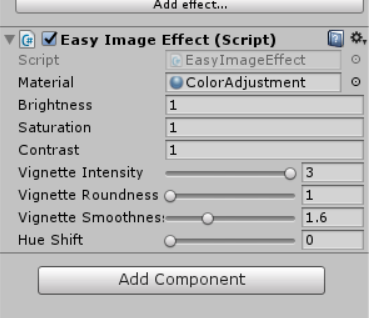 Add effect...
Easy Image Effect (Script)
Script EasyImageEffect
Material ColorAdjustment
Brightness 1
Saturation 1
Contrast 1
Vignette Intensity 3
Vignette Roundness 1
Vignette Smoothnes: 1.6
Hue Shift 0
Add Component